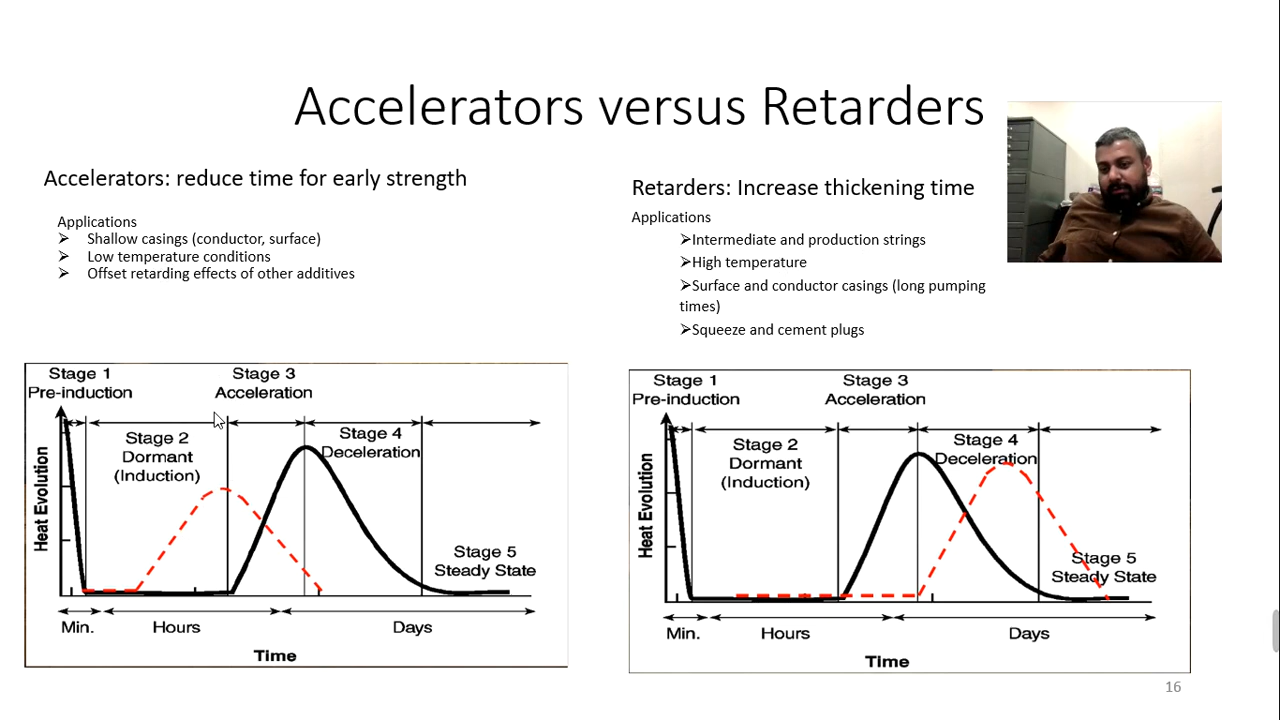 Accelerators versus Retarders
Accelerators: reduce time for early strength
Applications
➢ Shallow casings (conductor, surface)
➢ Low temperature conditions
➢ Offset retarding effects of other additives
Retarders: Increase thickening time
Applications
➢Intermediate and production strings
➢High temperature
➢Surface and conductor casings (long pumping
times)
➢Squeeze and cement plugs
Stage 1
Pre-induction
Stage 3
Acceleration
Stage 2
Dormant
(Induction)
Stage 4
Deceleration
Stage 5
Steady State
Heat Evolution
Min.
Hours
Days
Time
Stage 1
Pre-induction
Stage 3
Acceleration
Stage 2
Dormant
(Induction)
Stage 4
Deceleration
Stage 5
Steady State
Heat Evolution
Min.
Hours
Days
Time
16